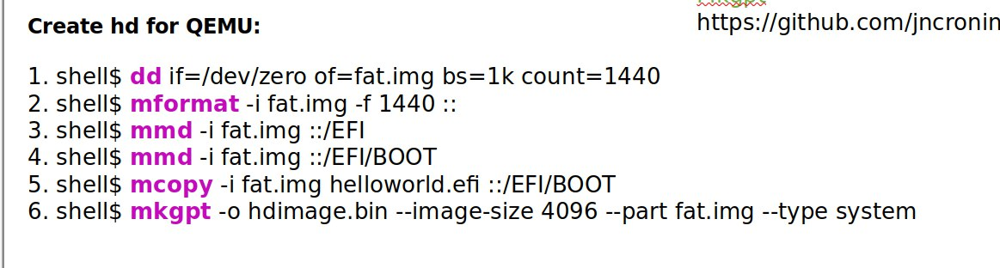 Create hd for QEMU:
https://github.com/jncronin
1. shell$ dd if=/dev/zero of=fat.img bs=1k count=1440
2. shell$ mformat -i fat.img -f 1440 ::
3. shell$ mmd -i fat.img ::/EFI
4. shell$ mmd -i fat.img ::/EFI/BOOT
5. shell$ mcopy -i fat.img helloworld.efi ::/EFI/BOOT
6. shell$ mkgpt -o hdimage.bin --image-size 4096 --part fat.img --type system